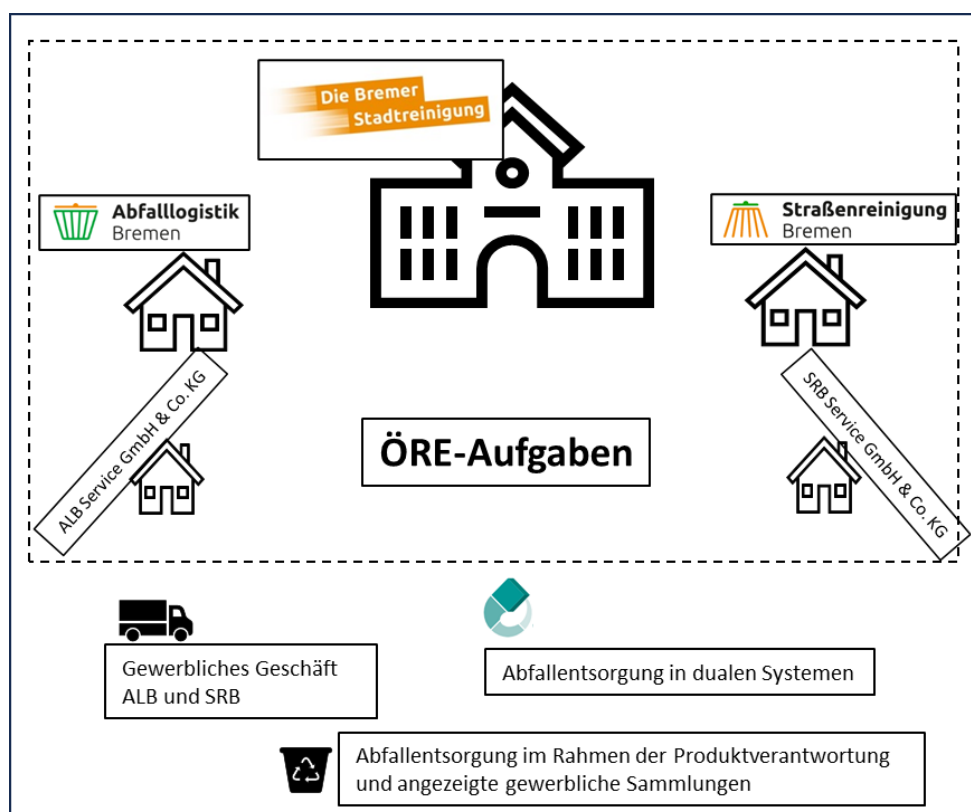 Die Bremer
Stadtreinigung
Abfalllogistik
Bremen
Straßenreinigung
Bremen
ALB Service GmbH & Co. KG
SRB Service GmbH & Co. KG
ÖRE-Aufgaben
Gewerbliches Geschäft
ALB und SRB
Abfallentsorgung in dualen Systemen
Abfallentsorgung im Rahmen der Produktverantwortung
und angezeigte gewerbliche Sammlungen